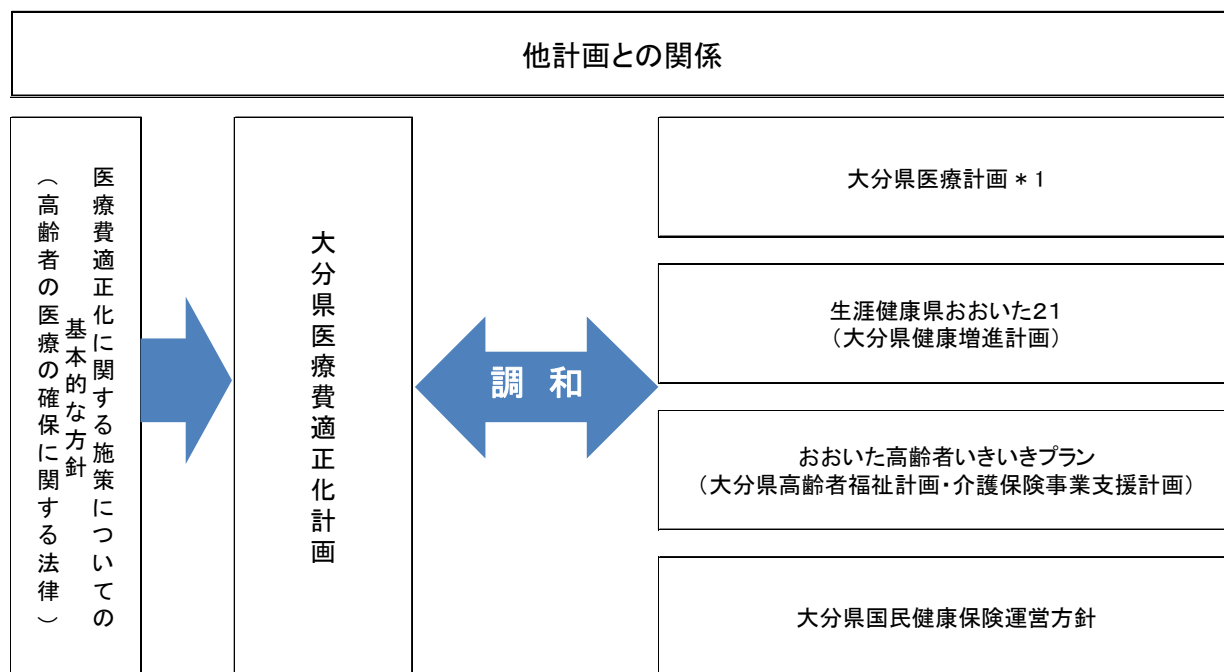 他計画との関係
医療費適正化に関する施策についての
基本的な方針
（高齢者の医療の確保に関する法律）
大分県医療費適正化計画
調 和
大分県医療計画＊1
生涯健康県おおいた21
（大分県健康増進計画）
おおいた高齢者いきいきプラン
（大分県高齢者福祉計画・介護保険事業支援計画）
大分県国民健康保険運営方針